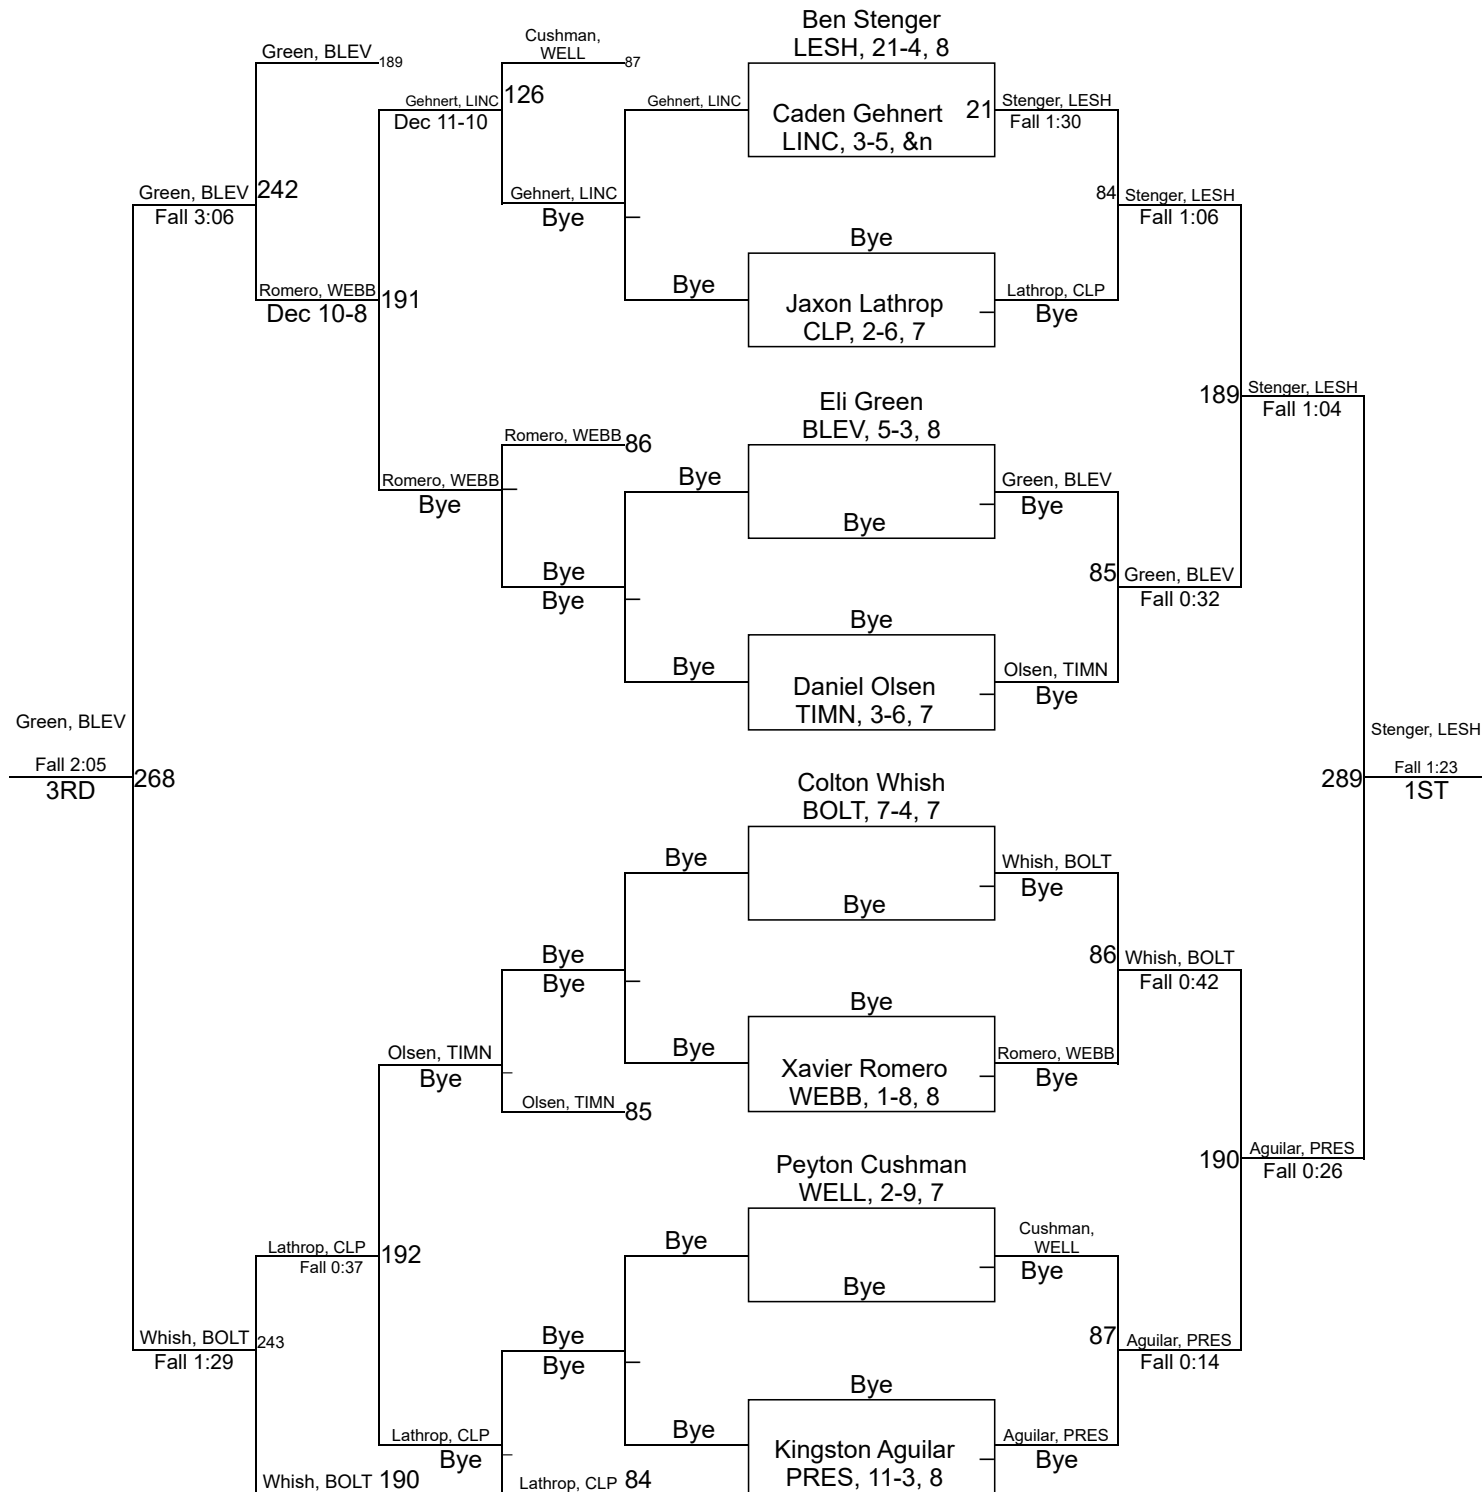 Ben Stenger
LESH, 21-4, 8
Cushman,
WELL
87
Green, BLEV
189
Gehnert, LINC
126
Dec 11-10
Gehnert, LINC
Caden Gehnert
LINC, 3-5, &n
21
Stenger, LESH
Fall 1:30
Green, BLEV
242
Fall 3:06
Gehnert, LINC
Bye
84
Stenger, LESH
Fall 1:06
Bye
Romero, WEBB
191
Dec 10-8
Bye
Jaxon Lathrop
CLP, 2-6, 7
Lathrop, CLP
Bye
189
Stenger, LESH
Fall 1:04
Eli Green
BLEV, 5-3, 8
Romero, WEBB
86
Romero, WEBB
Bye
Bye
Bye
Green, BLEV
Bye
Bye
Bye
85
Green, BLEV
Fall 0:32
Bye
Bye
Daniel Olsen
TIMN, 3-6, 7
Olsen, TIMN
Bye
Green, BLEV
Fall 2:05
3RD
268
Stenger, LESH
289
Fall 1:23
1ST
Colton Whish
BOLT, 7-4, 7
Bye
Bye
Whish, BOLT
Bye
Bye
Bye
86
Whish, BOLT
Fall 0:42
Bye
Olsen, TIMN
Bye
Bye
Xavier Romero
WEBB, 1-8, 8
Romero, WEBB
Bye
Olsen, TIMN
85
190
Aguilar, PRES
Fall 0:26
Peyton Cushman
WELL, 2-9, 7
Lathrop, CLP
192
Fall 0:37
Bye
Bye
Cushman,
WELL
Bye
Whish, BOLT
243
Fall 1:29
Bye
Bye
87
Aguilar, PRES
Fall 0:14
Bye
Lathrop, CLP
Bye
Bye
Kingston Aguilar
PRES, 11-3, 8
Aguilar, PRES
Bye
Whish, BOLT
190
Lathrop, CLP
84